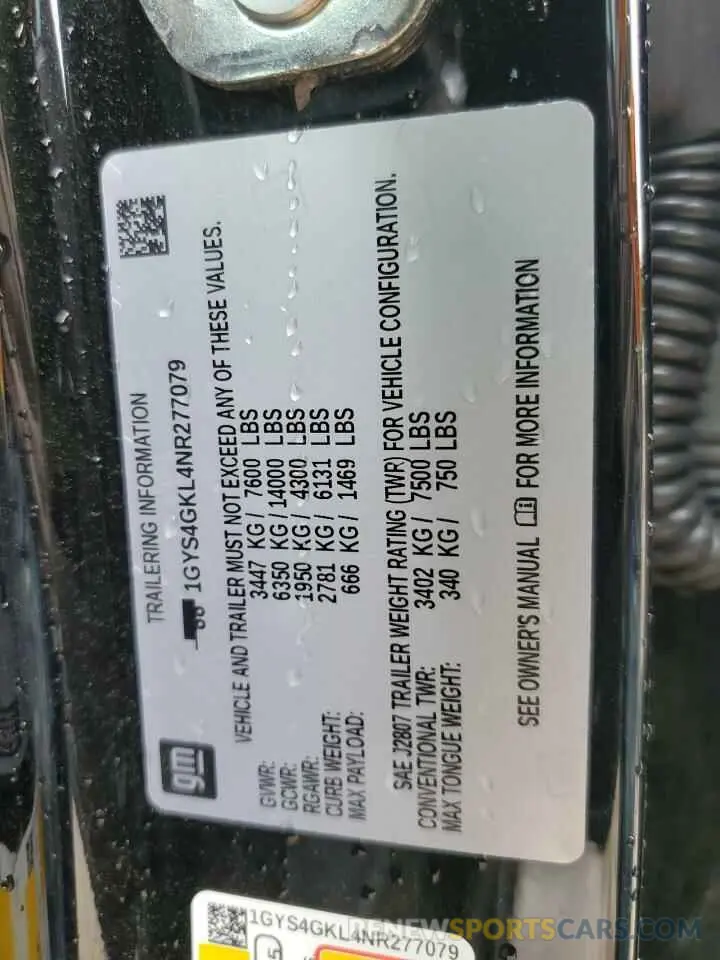 gm
TRAILERING INFORMATION
1GYS4GKL4NR277079
VEHICLE AND TRAILER MUST NOT EXCEED ANY OF THESE VALUES.
GVWR: 3447 KG / 7600 LBS
GCWR: 6350 KG / 14000 LBS
RGAWR: 1950 KG / 4300 LBS
CURB WEIGHT: 2781 KG / 6131 LBS
MAX PAYLOAD: 666 KG / 1469 LBS
SAE J2807 TRAILER WEIGHT RATING (TWR) FOR VEHICLE CONFIGURATION.
CONVENTIONAL TWR: 3402 KG / 7500 LBS
MAX TONGUE WEIGHT: 340 KG / 750 LBS
SEE OWNER'S MANUAL FOR MORE INFORMATION
1GYS4GKL4NR277079
RENEWSPORTSCARS.COM